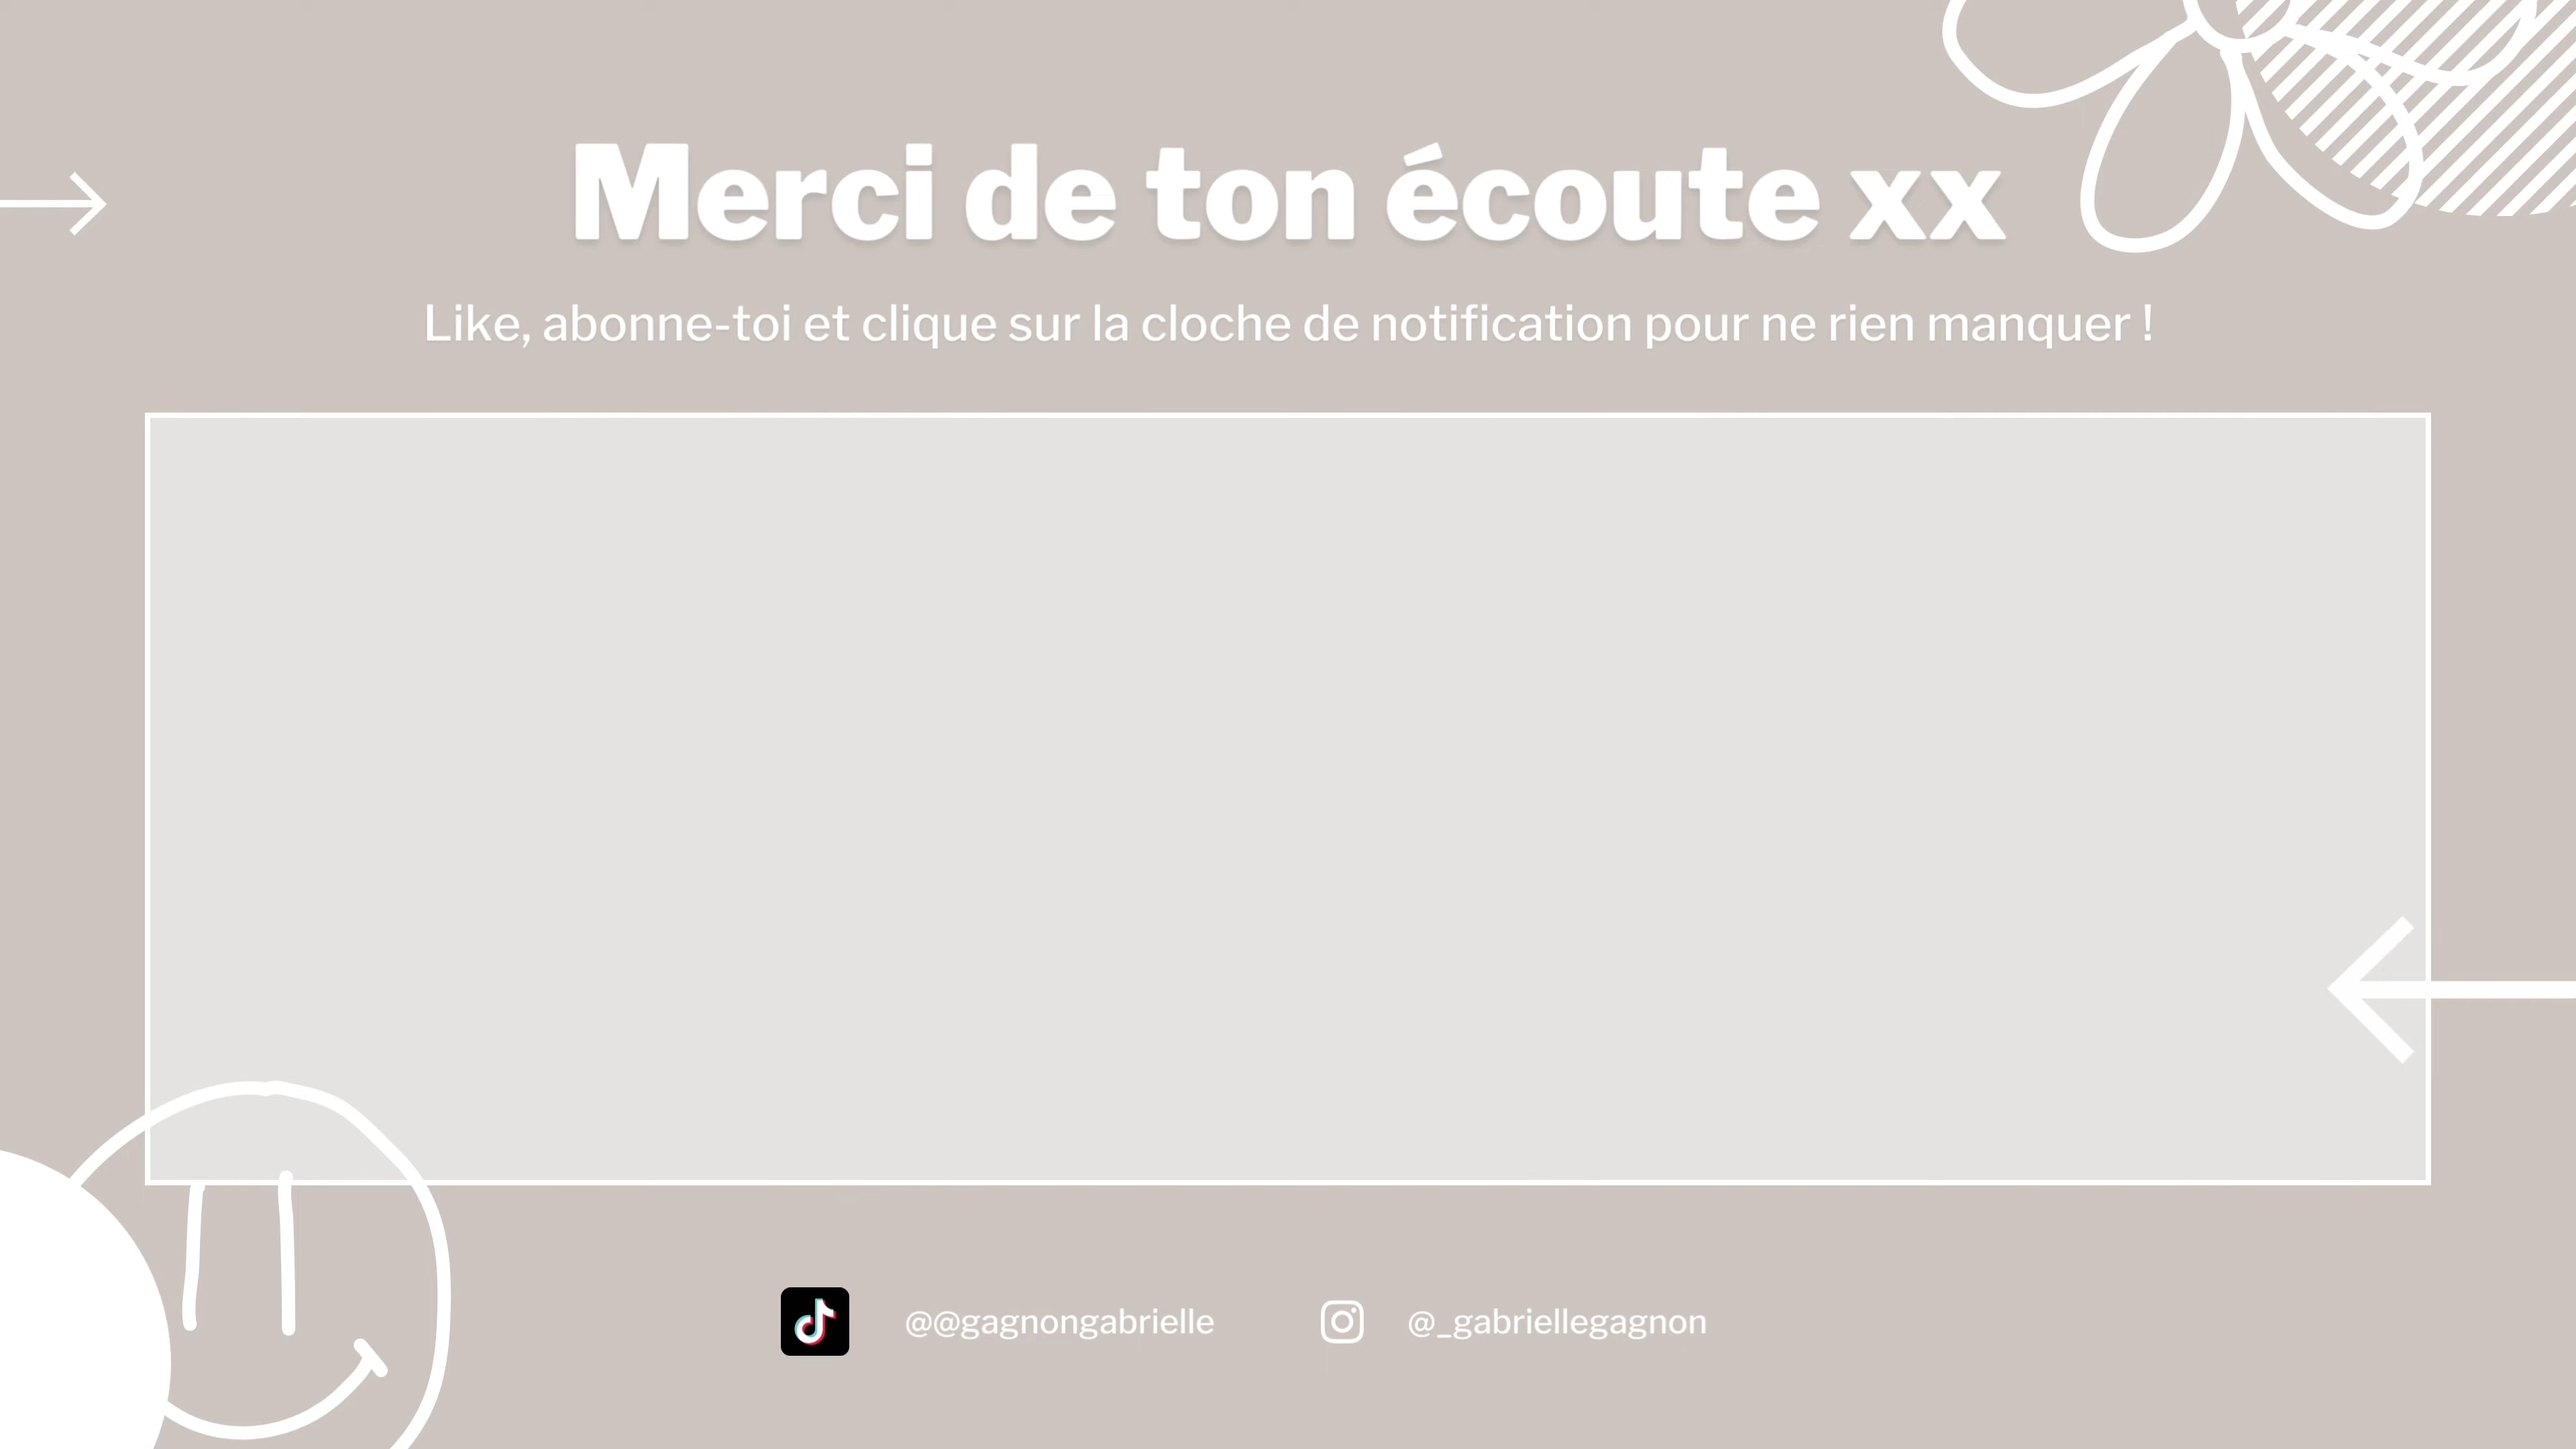 Merci de ton écoute xx
Like, abonne-toi et clique sur la cloche de notification pour ne rien manquer !
@@gagnongabrielle
@_gabriellegagnon